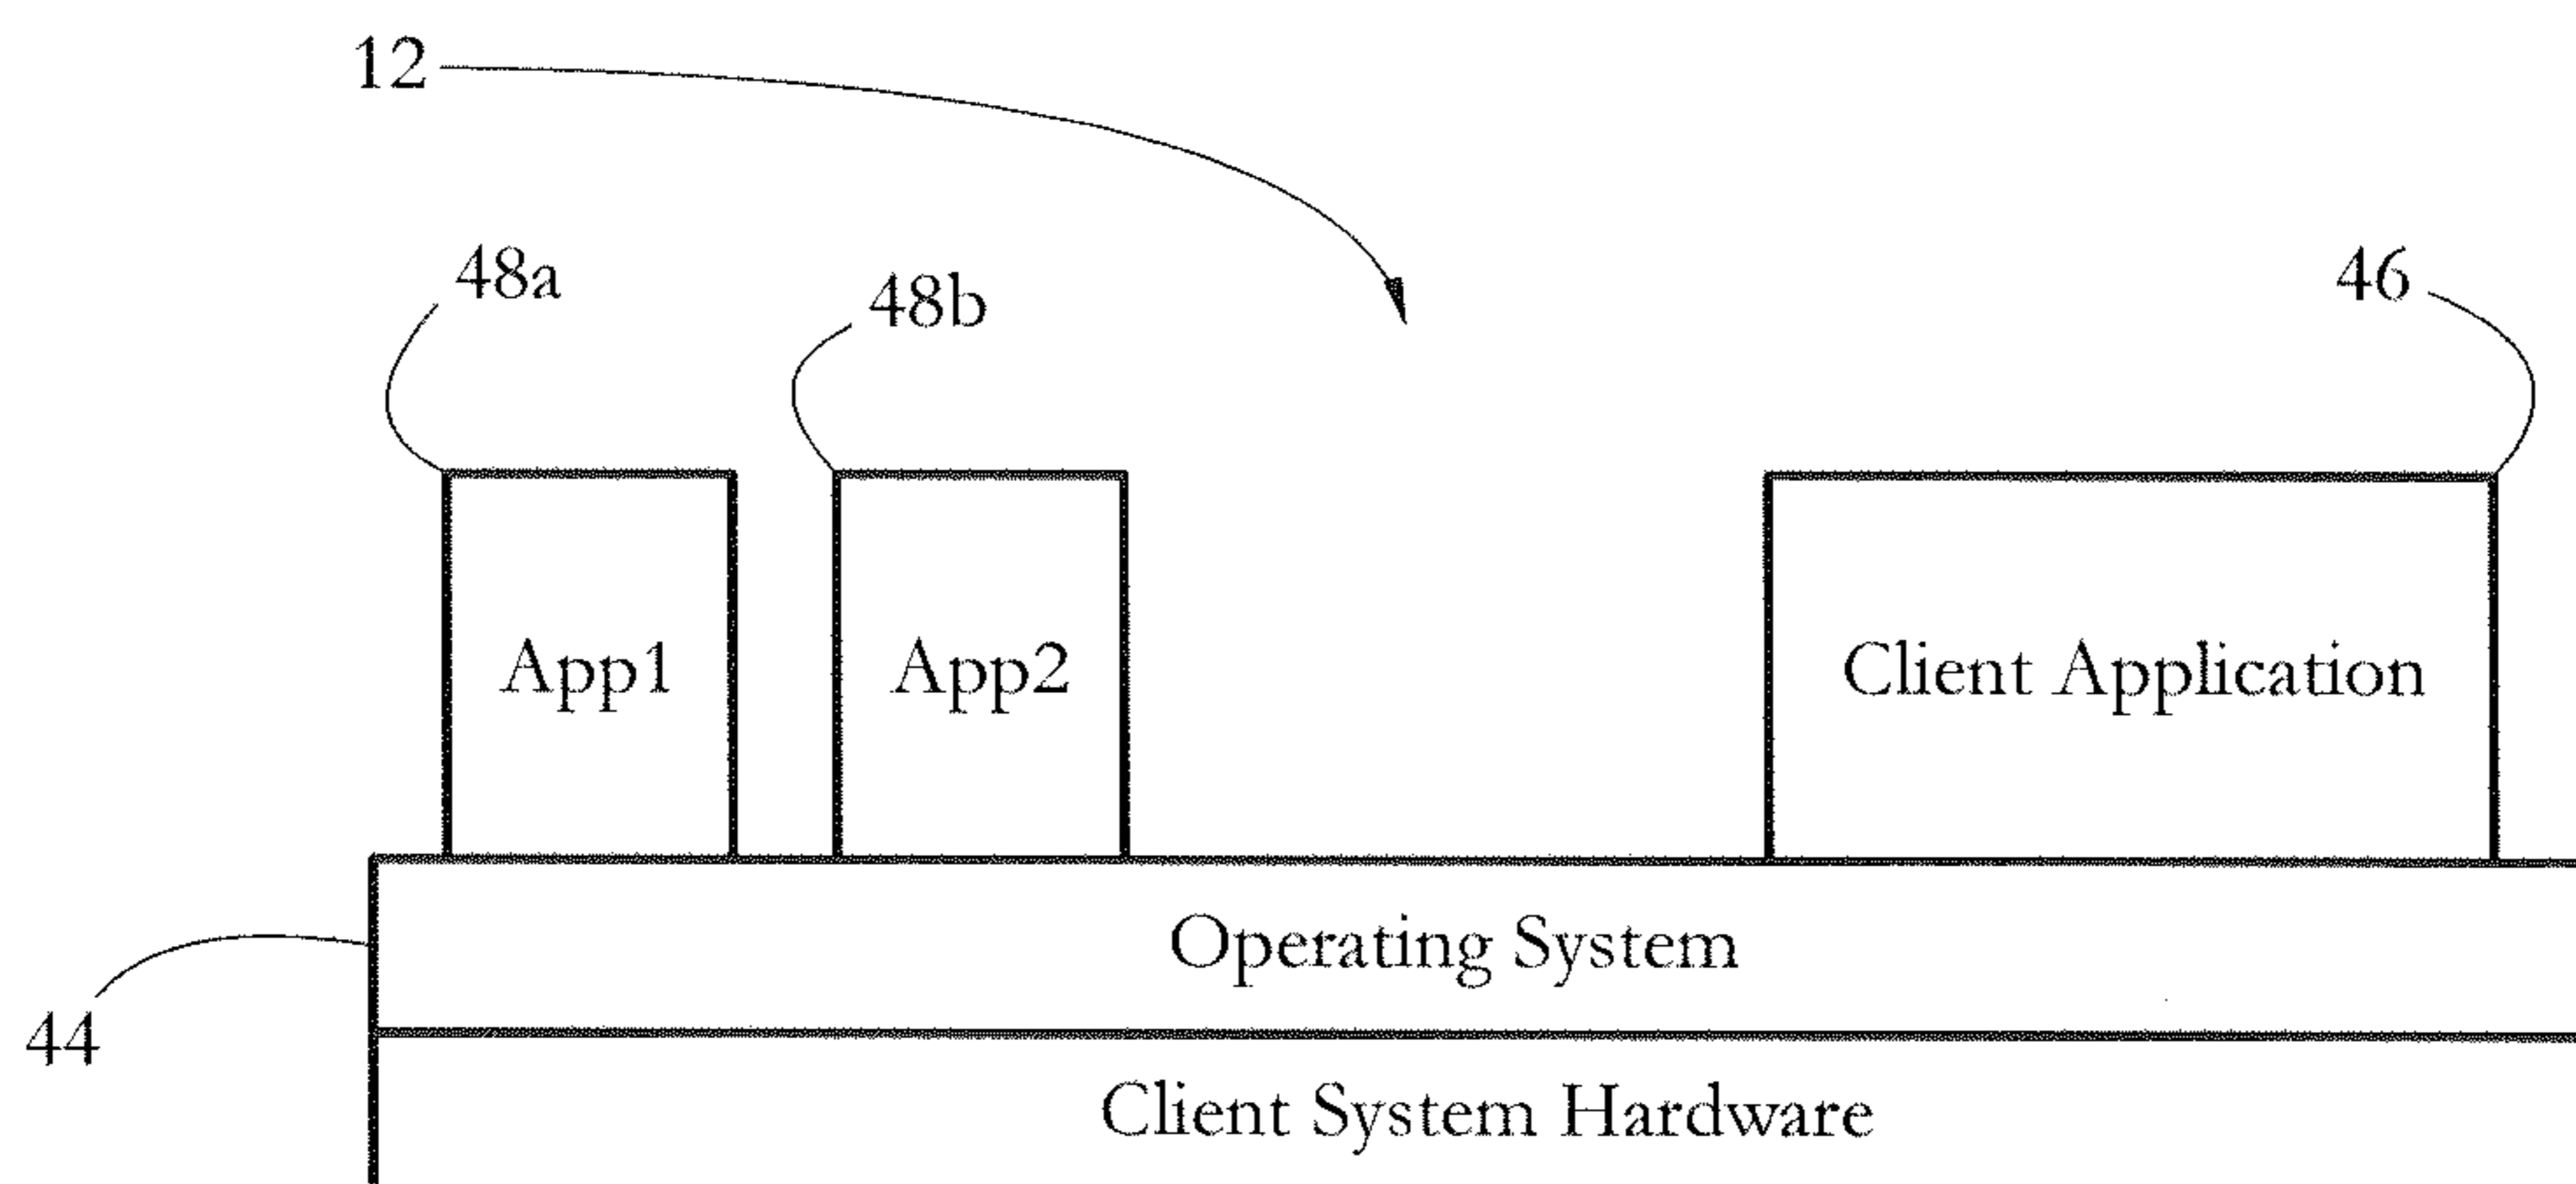 12
48a
48b
46
App1
App2
Client Application
Operating System
44
Client System Hardware